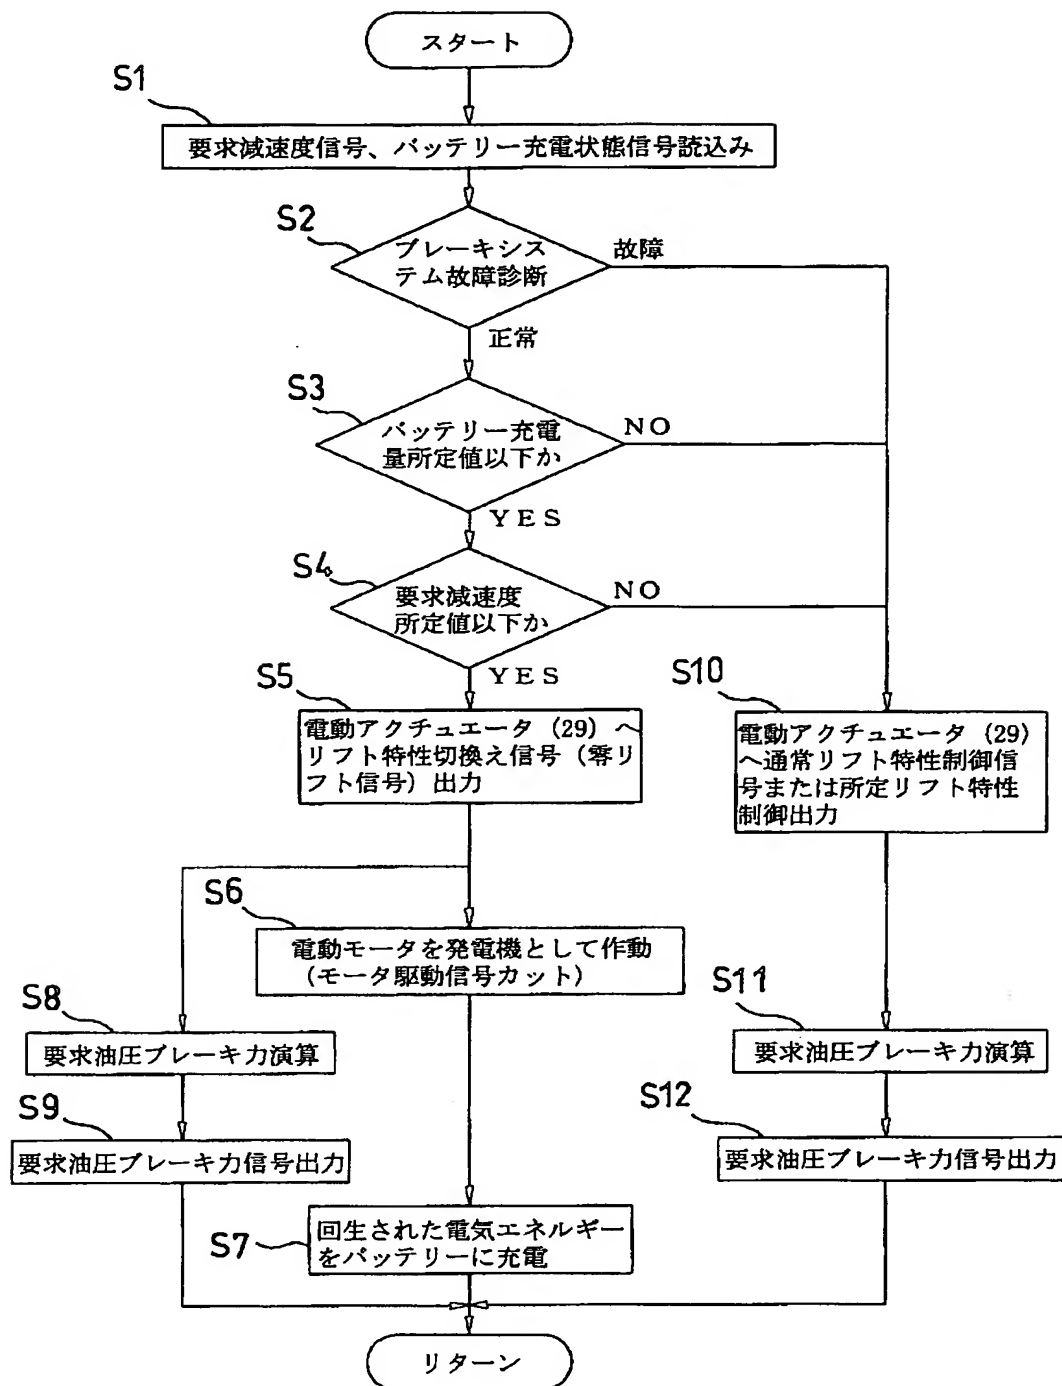 スタート
S1
要求減速度信号、バッテリー充電状態信号読込み
S2
ブレーキシス
テム故障診断
故障
正常
S3
バッテリー充電
量所定値以下か
NO
YES
S4
要求減速度
所定値以下か
NO
YES
S5
電動アクチュエータ (29) へ
リフト特性切換え信号(零リ
フト信号)出力
S10
電動アクチュエータ (29)
へ通常リフト特性制御信
号または所定リフト特性
制御出力
S6
電動モータを発電機として作動
(モータ駆動信号カット)
S8
要求油圧ブレーキ力演算
S11
要求油圧ブレーキ力演算
S9
要求油圧ブレーキ力信号出力
S12
要求油圧ブレーキ力信号出力
S7
回生された電気エネルギー
をバッテリーに充電
リターン